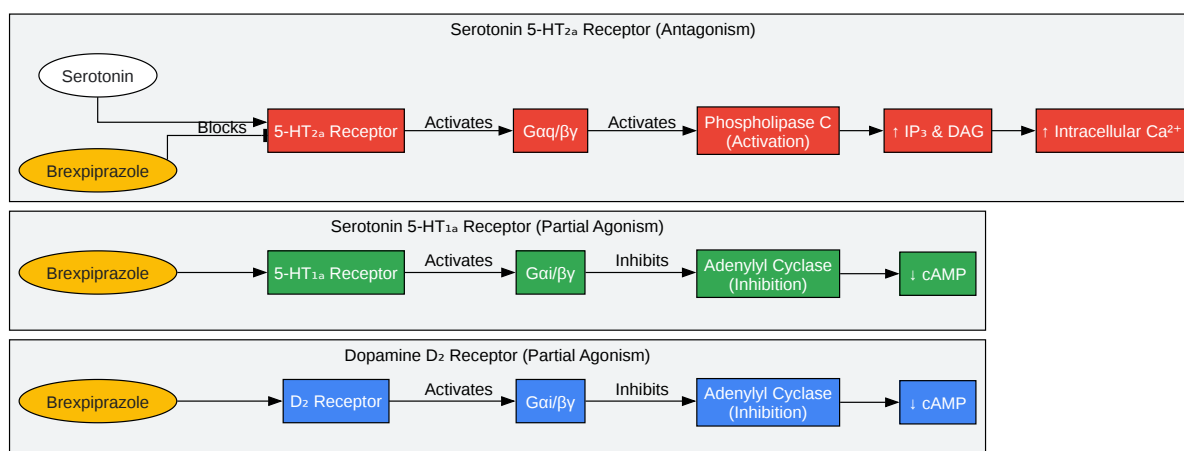 Serotonin 5-HT₂ₐ Receptor (Antagonism)
Serotonin
Blocks
Brexpiprazole
5-HT₂ₐ Receptor
Activates
Gαq/βγ
Activates
Phospholipase C
(Activation)
↑ IP₃ & DAG
↑ Intracellular Ca²⁺
Serotonin 5-HT₁ₐ Receptor (Partial Agonism)
Brexpiprazole
5-HT₁ₐ Receptor
Activates
Gαi/βγ
Inhibits
Adenylyl Cyclase
(Inhibition)
↓ cAMP
Dopamine D₂ Receptor (Partial Agonism)
Brexpiprazole
D₂ Receptor
Activates
Gαi/βγ
Inhibits
Adenylyl Cyclase
(Inhibition)
↓ cAMP